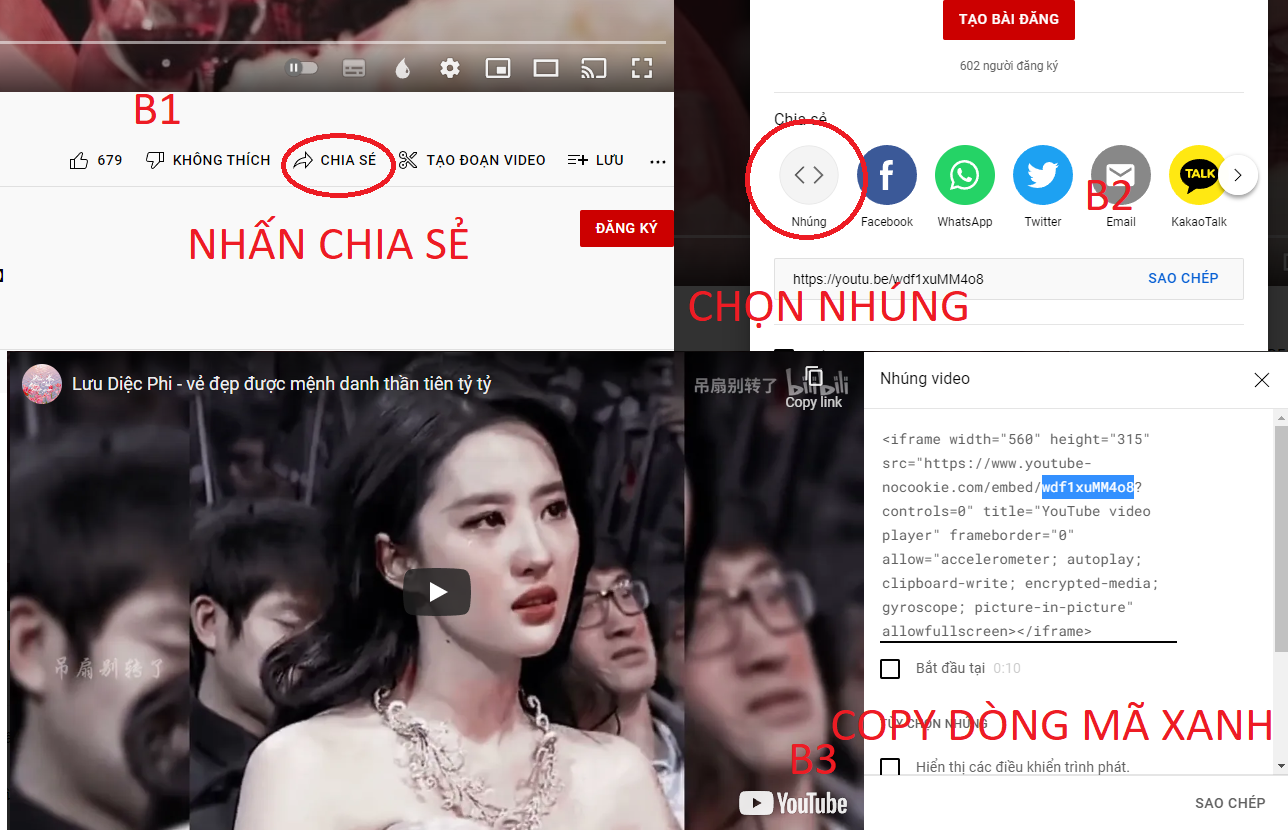 B1
679
KHÔNG THÍCH
CHIA SẺ
TẠO ĐOẠN VIDEO
LƯU
NHẤN CHIA SẺ
ĐĂNG KÝ
TẠO BÀI ĐĂNG
602 người đăng ký
Chia sẻ
TALK
B2
Nhúng
Facebook
WhatsApp
Twitter
Email
KakaoTalk
https://youtu.be/wdf1xuMM4o8
SAO CHÉP
CHỌN NHÚNG
Lưu Diệc Phi - vẻ đẹp được mệnh danh thần tiên tỷ tỷ
吊扇别转了
bilibili
Copy link
吊扇别转了
B3
YouTube
Nhúng video
<iframe width="560" height="315"
src="https://www.youtube-
nocookie.com/embed/wdf1xuMM4o8?
controls=0" title="YouTube video
player" frameborder="0"
allow="accelerometer; autoplay;
clipboard-write; encrypted-media;
gyroscope; picture-in-picture"
allowfullscreen></iframe>
Bắt đầu tại 0:10
TÙY CHỌN NHÚNG
COPY DÒNG MÃ XANH
Hiển thị các điều khiển trình phát.
SAO CHÉP